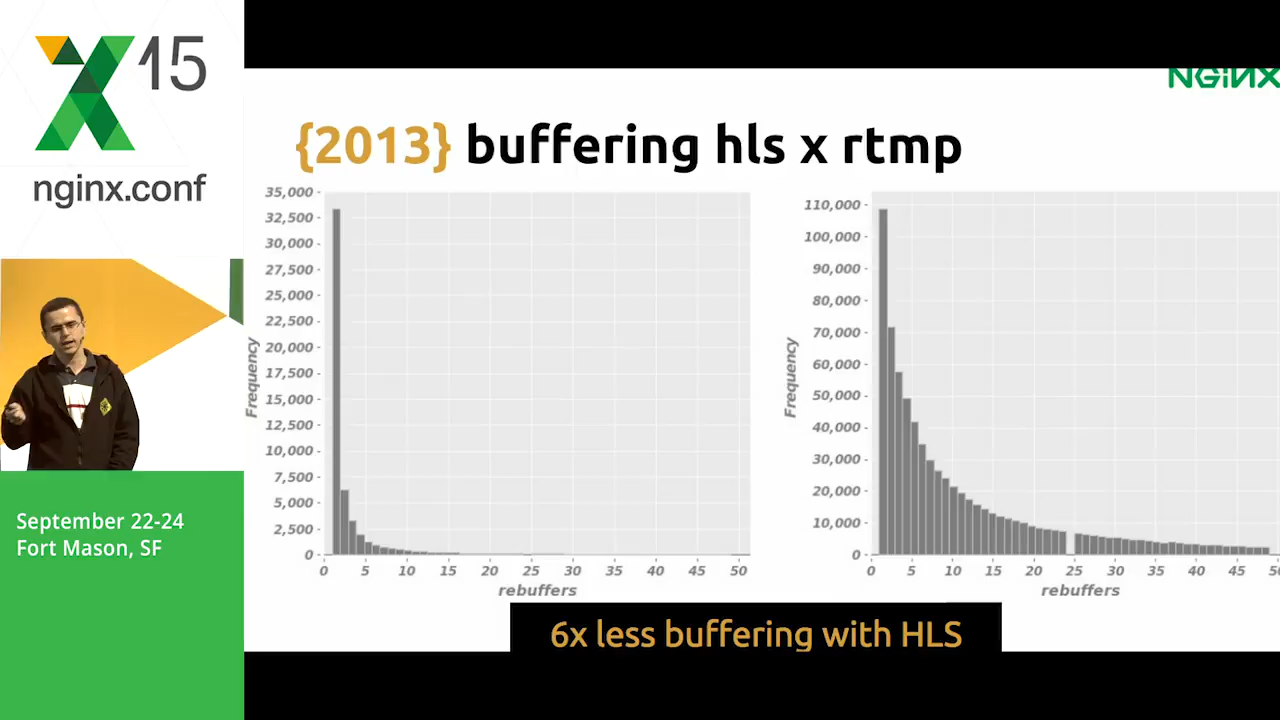 15
nginx.conf
September 22-24
Fort Mason, SF
NGINX
{2013} buffering hls x rtmp
35,000
32,500
30,000
27,500
25,000
22,500
20,000
17,500
15,000
12,500
10,000
7,500
5,000
2,500
0
Frequency
0 5 10 15 20 25 30 35 40 45 50
rebuffers
110,000
100,000
90,000
80,000
70,000
60,000
50,000
40,000
30,000
20,000
10,000
0
Frequency
0 5 10 15 20 25 30 35 40 45 50
rebuffers
6x less buffering with HLS